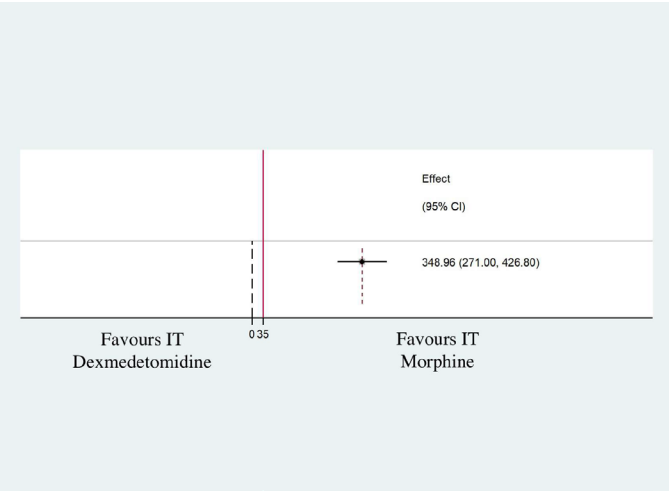 Effect
(95% CI)
348.96 (271.00, 426.80)
0 35
Favours IT
Dexmedetomidine
Favours IT
Morphine